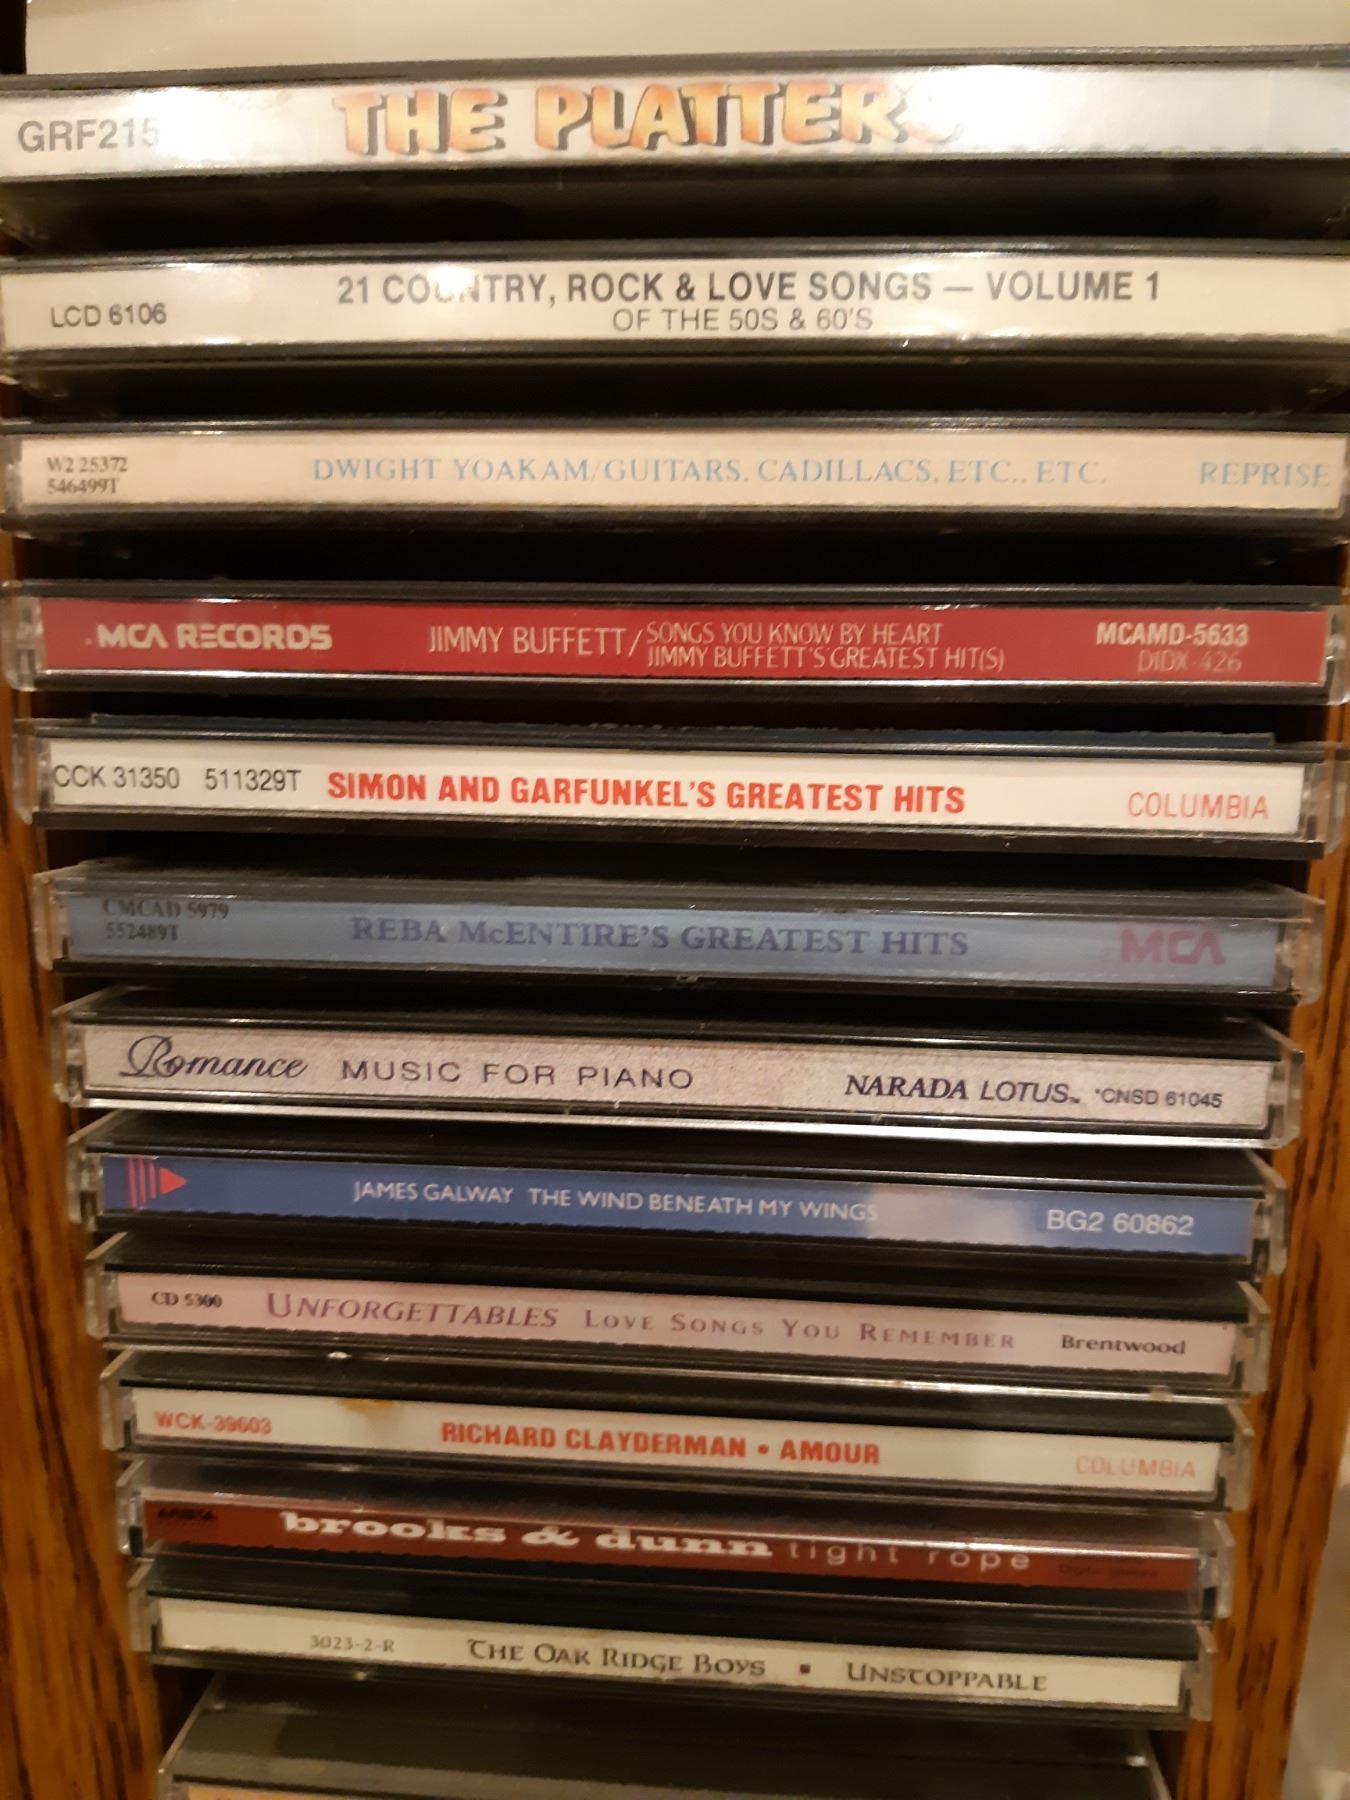 GRF215 THE PLATTERS
LCD 6106 21 COUNTRY, ROCK & LOVE SONGS — VOLUME 1
OF THE 50S & 60'S
W2 25372
546499T
DWIGHT YOAKAM/GUITARS, CADILLACS, ETC., ETC. REPRISE
MCA RECORDS JIMMY BUFFETT/ SONGS YOU KNOW BY HEART
JIMMY BUFFETT'S GREATEST HIT(S)
MCAMD-5633
DIDX-426
CCK 31350 511329T SIMON AND GARFUNKEL'S GREATEST HITS COLUMBIA
CMCAD 5979
552489T
REBA McENTIRE'S GREATEST HITS MCA
Romance MUSIC FOR PIANO NARADA LOTUS™ *CNSD 61045
JAMES GALWAY THE WIND BENEATH MY WINGS BG2 60862
CD 5300 UNFORGETTABLES LOVE SONGS YOU REMEMBER Brentwood
WCK-39603 RICHARD CLAYDERMAN • AMOUR COLUMBIA
ARISTA brooks & dunn tight rope
3023-2-R THE OAK RIDGE BOYS ▪ UNSTOPPABLE